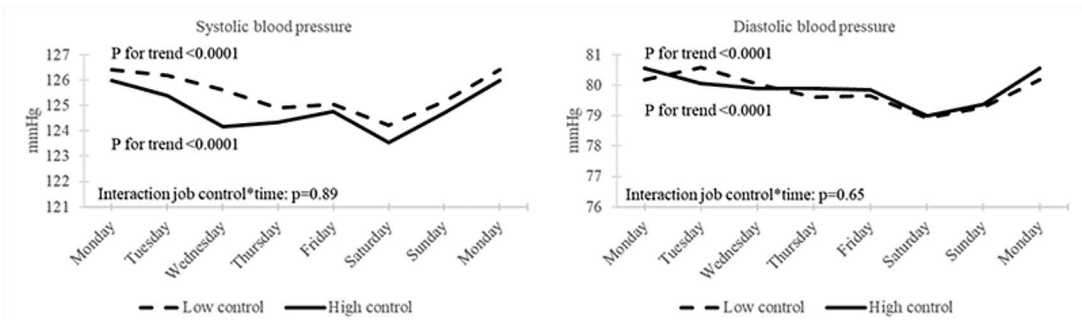 Systolic blood pressure
127
126
125
124
123
122
121
mmHg
P for trend <0.0001
P for trend <0.0001
Interaction job control*time: p=0.89
Monday
Tuesday
Wednesday
Thursday
Friday
Saturday
Sunday
Monday
Low control
High control
Diastolic blood pressure
81
80
79
78
77
76
mmHg
P for trend <0.0001
P for trend <0.0001
Interaction job control*time: p=0.65
Monday
Tuesday
Wednesday
Thursday
Friday
Saturday
Sunday
Monday
Low control
High control